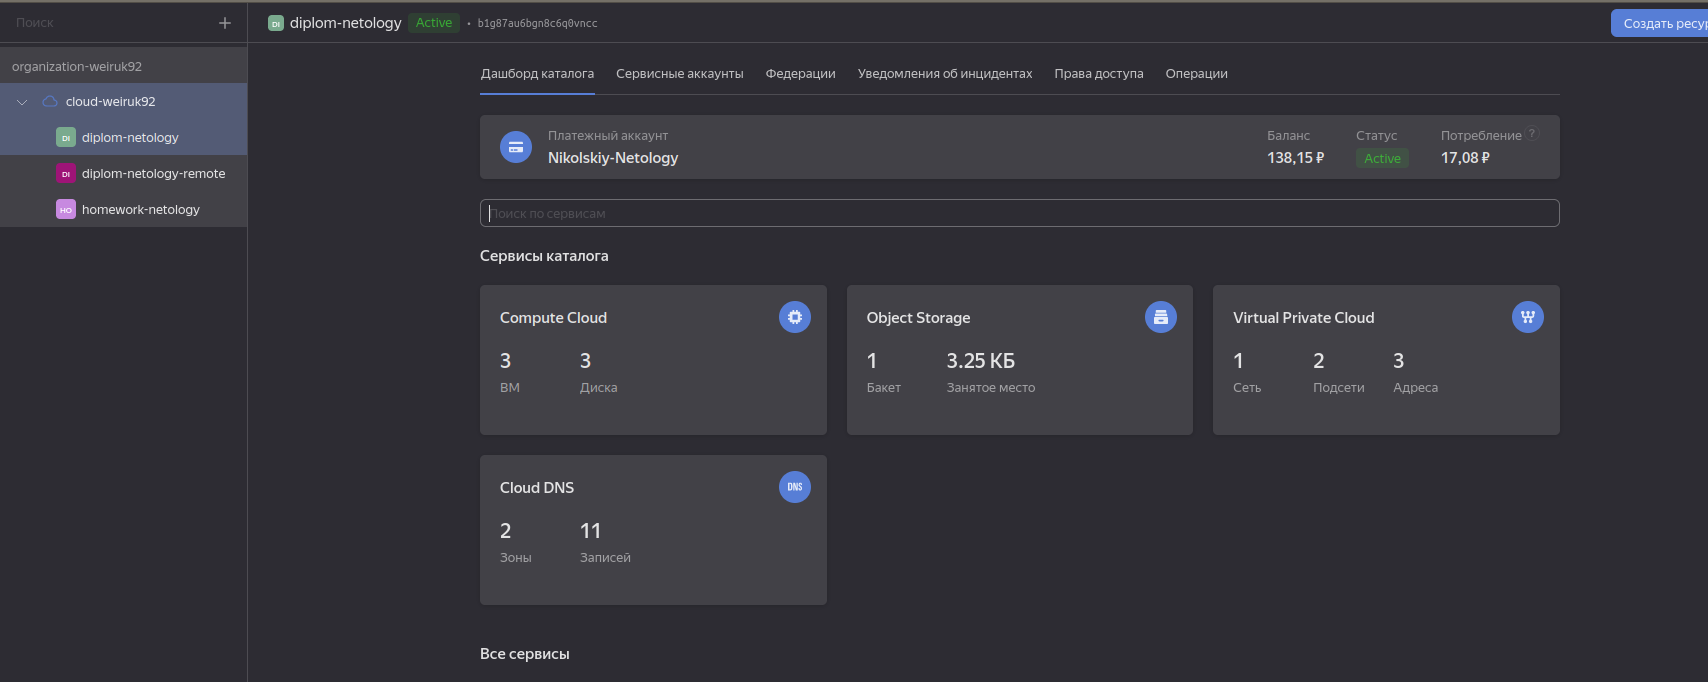 Поиск
DI diplom-netology Active • b1g87au6bgn8c6q0vncc
Создать ресур
organization-weiruk92
cloud-weiruk92
DI diplom-netology
DI diplom-netology-remote
HO homework-netology
Дашборд каталога Сервисные аккаунты Федерации Уведомления об инцидентах Права доступа Операции
Платежный аккаунт Баланс Статус Потребление ?
Nikolskiy-Netology 138,15 ₽ Active 17,08 ₽
Поиск по сервисам
Сервисы каталога
Compute Cloud
3 3
ВМ Диска
Object Storage
1 3.25 КБ
Бакет Занятое место
Virtual Private Cloud
1 2 3
Сеть Подсети Адреса
Cloud DNS DNS
2 11
Зоны Записей
Все сервисы